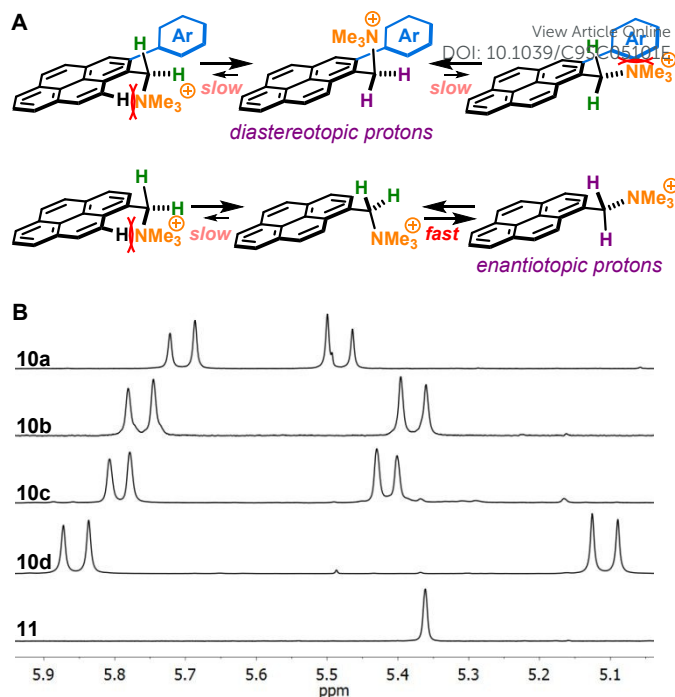 A
View Article Online
DOI: 10.1039/C9SC05101E
Ar
H
H
H
NMe3
⊕
slow
Me3N
⊕
Ar
H
H
diastereotopic protons
slow
Ar
H
NMe3
⊕
H
H
H
H
NMe3
⊕
slow
H
H
NMe3
⊕
fast
H
NMe3
⊕
H
enantiotopic protons
B
10a
10b
10c
10d
11
5.9 5.8 5.7 5.6 5.5 5.4 5.3 5.2 5.1
ppm